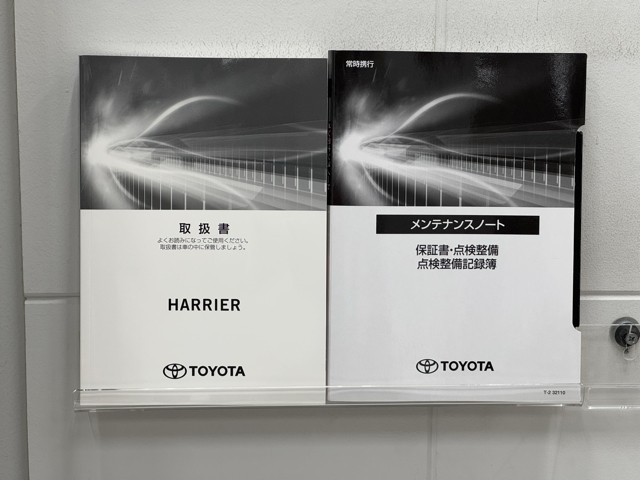 取扱書
よくお読みになってご使用ください。
取扱書は車の中に保管しましょう。
HARRIER
TOYOTA
常時携行
メンテナンスノート
保証書・点検整備
点検整備記録簿
TOYOTA